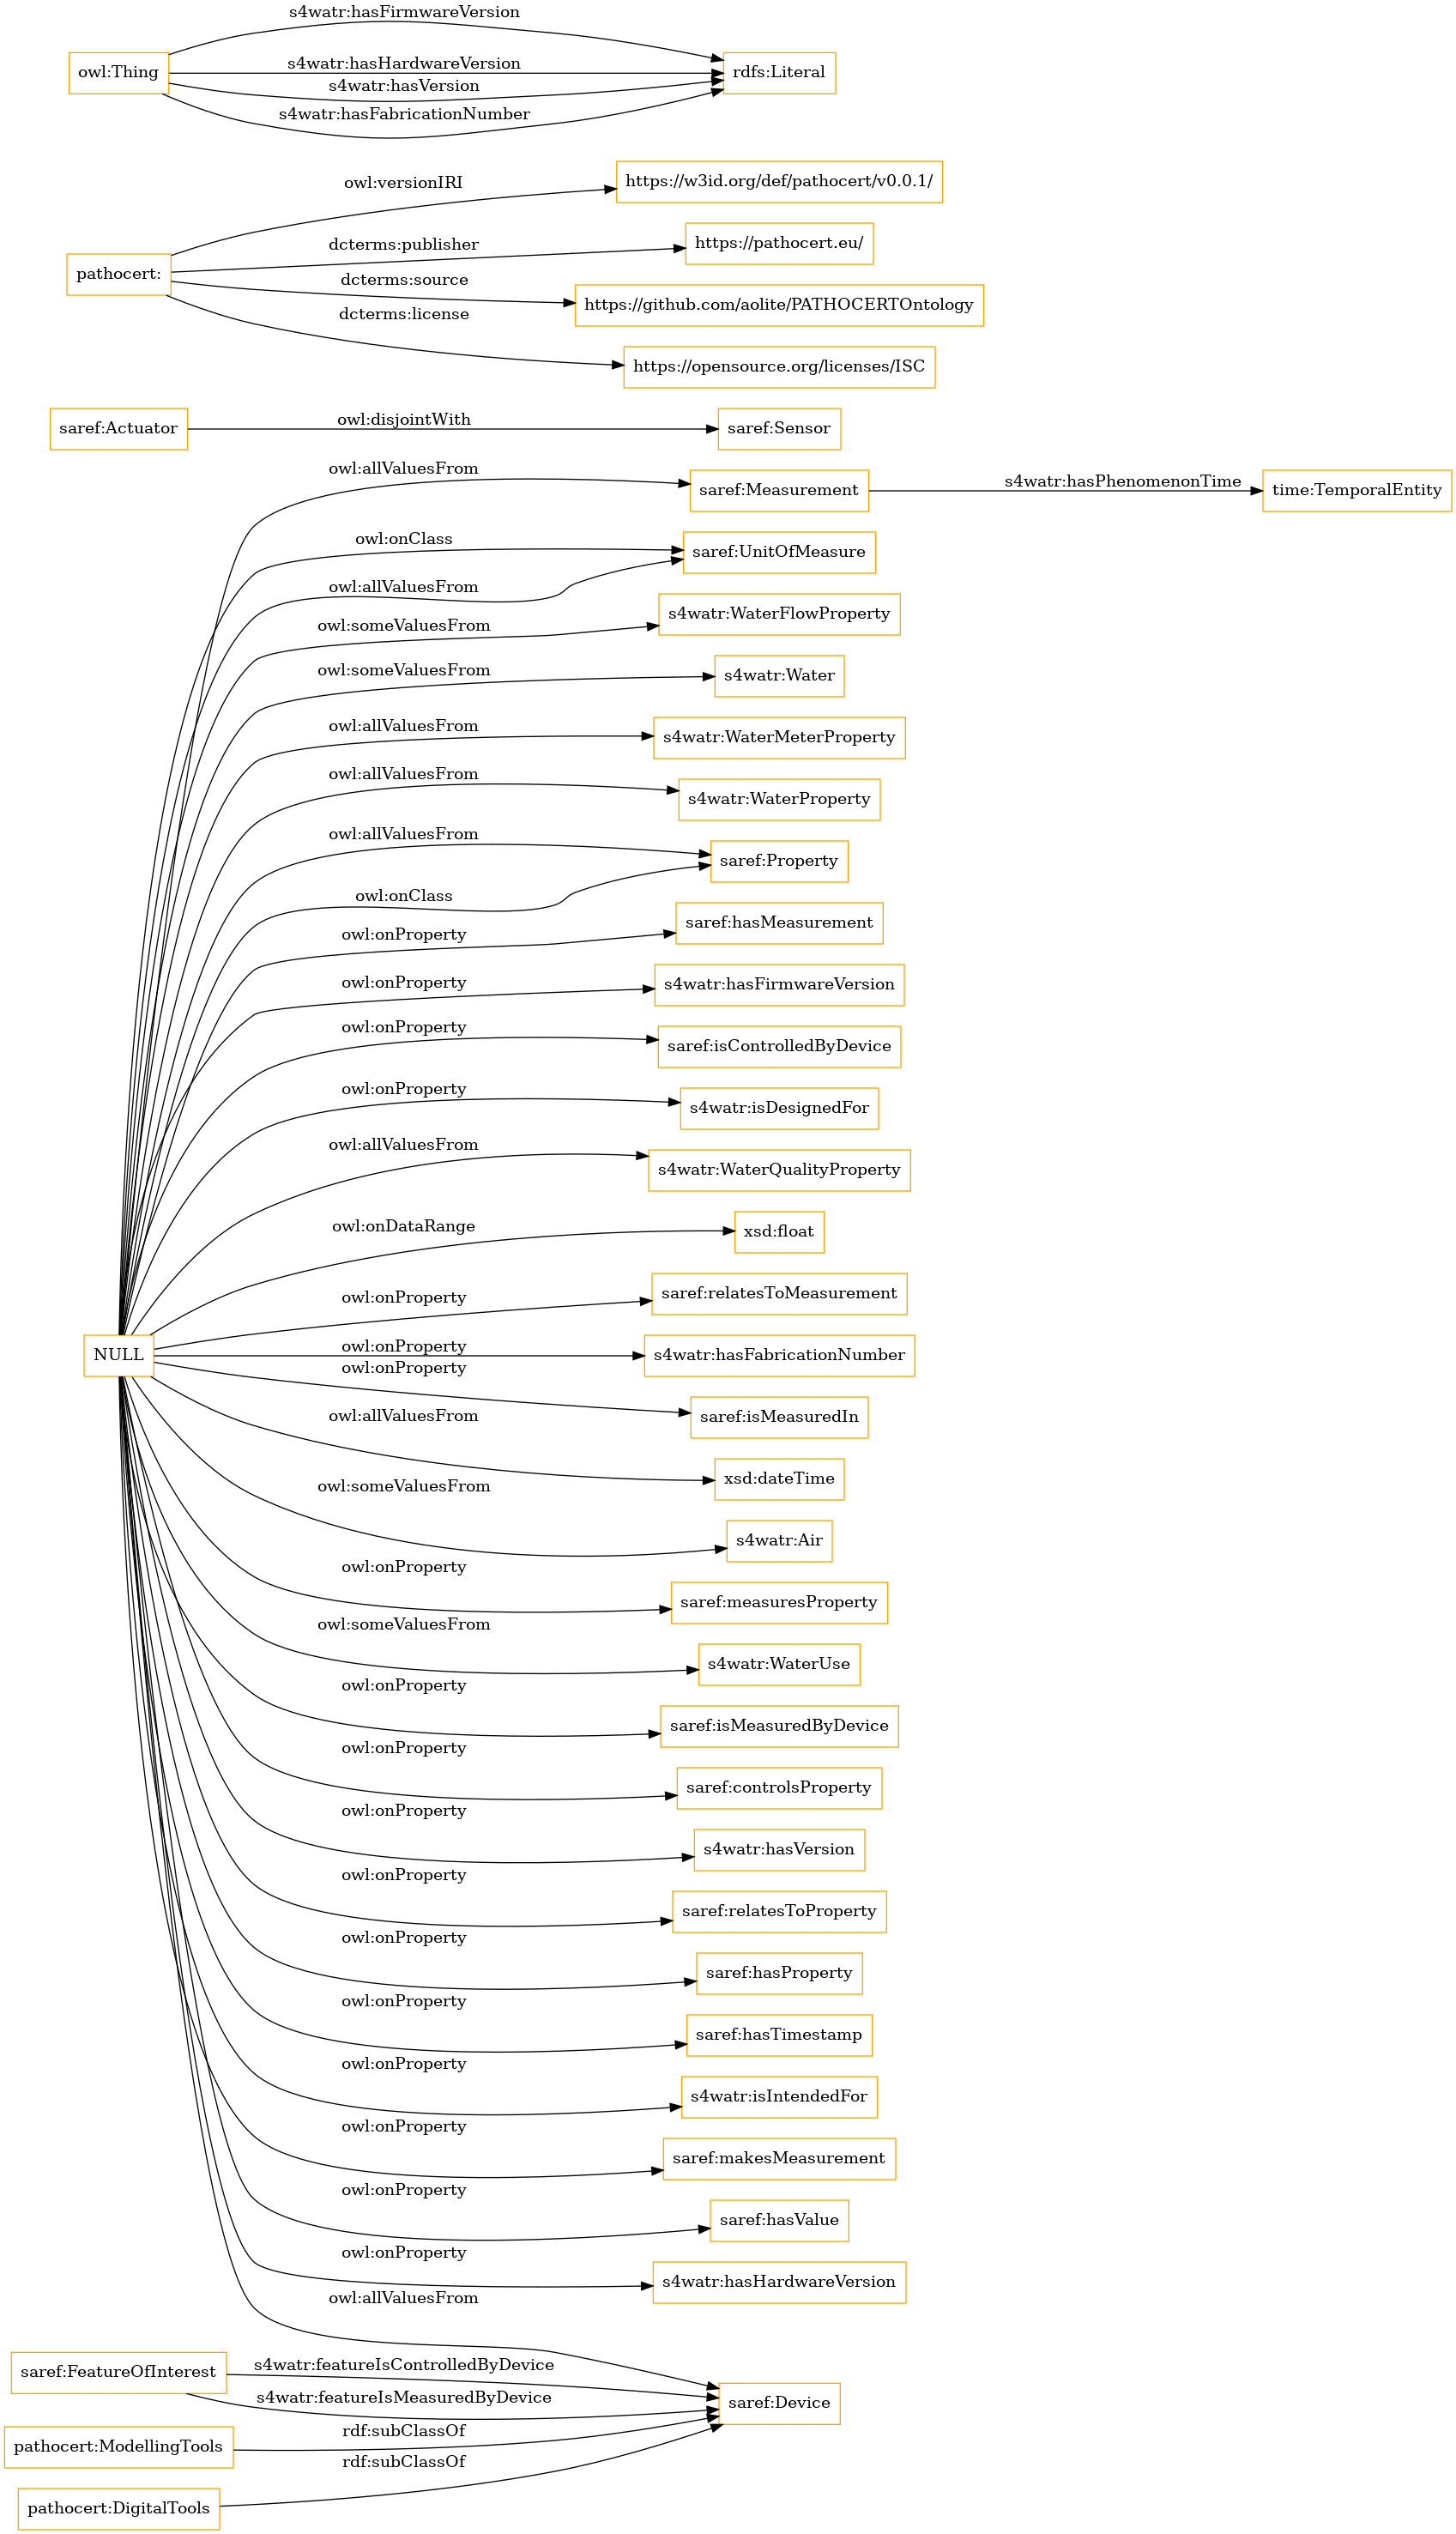 s4watr:hasFirmwareVersion
owl:Thing
s4watr:hasHardwareVersion
rdfs:Literal
s4watr:hasVersion
s4watr:hasFabricationNumber
owl:versionIRI
https://w3id.org/def/pathocert/v0.0.1/
pathocert:
dcterms:publisher
https://pathocert.eu/
dcterms:source
https://github.com/aolite/PATHOCERTOntology
dcterms:license
https://opensource.org/licenses/ISC
saref:Actuator
owl:disjointWith
saref:Sensor
owl:allValuesFrom
saref:Measurement
s4watr:hasPhenomenonTime
time:TemporalEntity
owl:onClass
saref:UnitOfMeasure
owl:allValuesFrom
owl:someValuesFrom
s4watr:WaterFlowProperty
owl:someValuesFrom
s4watr:Water
owl:allValuesFrom
s4watr:WaterMeterProperty
owl:allValuesFrom
s4watr:WaterProperty
owl:allValuesFrom
saref:Property
owl:onClass
owl:onProperty
saref:hasMeasurement
owl:onProperty
s4watr:hasFirmwareVersion
owl:onProperty
saref:isControlledByDevice
owl:onProperty
s4watr:isDesignedFor
owl:allValuesFrom
s4watr:WaterQualityProperty
owl:onDataRange
xsd:float
owl:onProperty
saref:relatesToMeasurement
NULL
owl:onProperty
s4watr:hasFabricationNumber
owl:onProperty
saref:isMeasuredIn
owl:allValuesFrom
xsd:dateTime
owl:someValuesFrom
s4watr:Air
owl:onProperty
saref:measuresProperty
owl:someValuesFrom
s4watr:WaterUse
owl:onProperty
saref:isMeasuredByDevice
owl:onProperty
saref:controlsProperty
owl:onProperty
s4watr:hasVersion
owl:onProperty
saref:relatesToProperty
owl:onProperty
saref:hasProperty
owl:onProperty
saref:hasTimestamp
owl:onProperty
s4watr:isIntendedFor
owl:onProperty
saref:makesMeasurement
owl:onProperty
saref:hasValue
owl:onProperty
s4watr:hasHardwareVersion
owl:allValuesFrom
saref:FeatureOfInterest
s4watr:featureIsControlledByDevice
s4watr:featureIsMeasuredByDevice
saref:Device
pathocert:ModellingTools
rdf:subClassOf
rdf:subClassOf
pathocert:DigitalTools